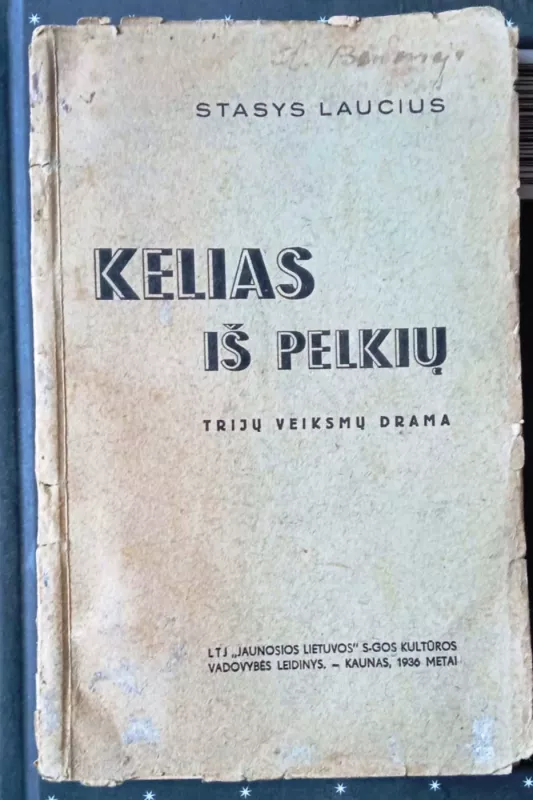 STASYS LAUCIUS
KELIAS
IŠ PELKIŲ
TRIJŲ VEIKSMŲ DRAMA
LTJ „JAUNOSIOS LIETUVOS" S-GOS KULTŪROS
VADOVYBĖS LEIDINYS. – KAUNAS, 1936 METAI